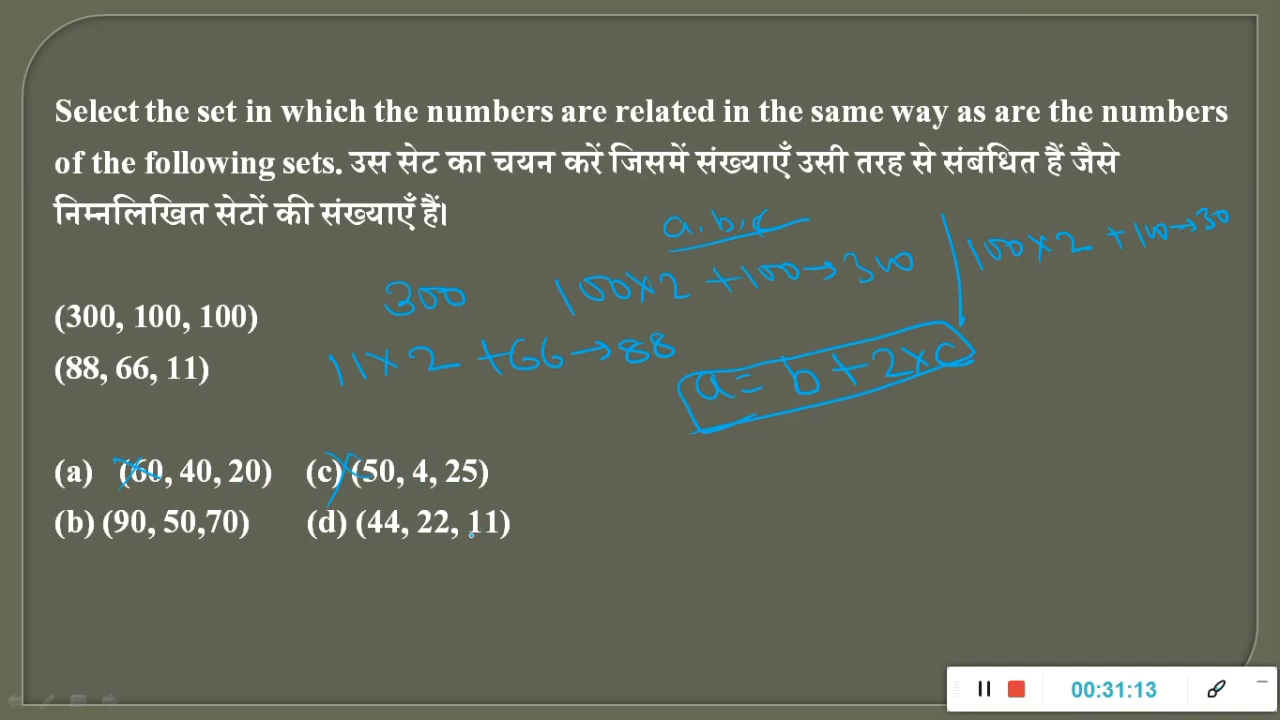 Select the set in which the numbers are related in the same way as are the numbers
of the following sets. उस सेट का चयन करें जिसमें संख्याएँ उसी तरह से संबंधित हैं जैसे
निम्नलिखित सेटों की संख्याएँ हैं।
a, b, c
300 100×2 +100→300 100×2 +100→30
(300, 100, 100)
11×2 +66→88
(88, 66, 11)
a= b+2×c
(a) (60, 40, 20) (c) (50, 4, 25)
(b) (90, 50,70) (d) (44, 22, 11)
00:31:13